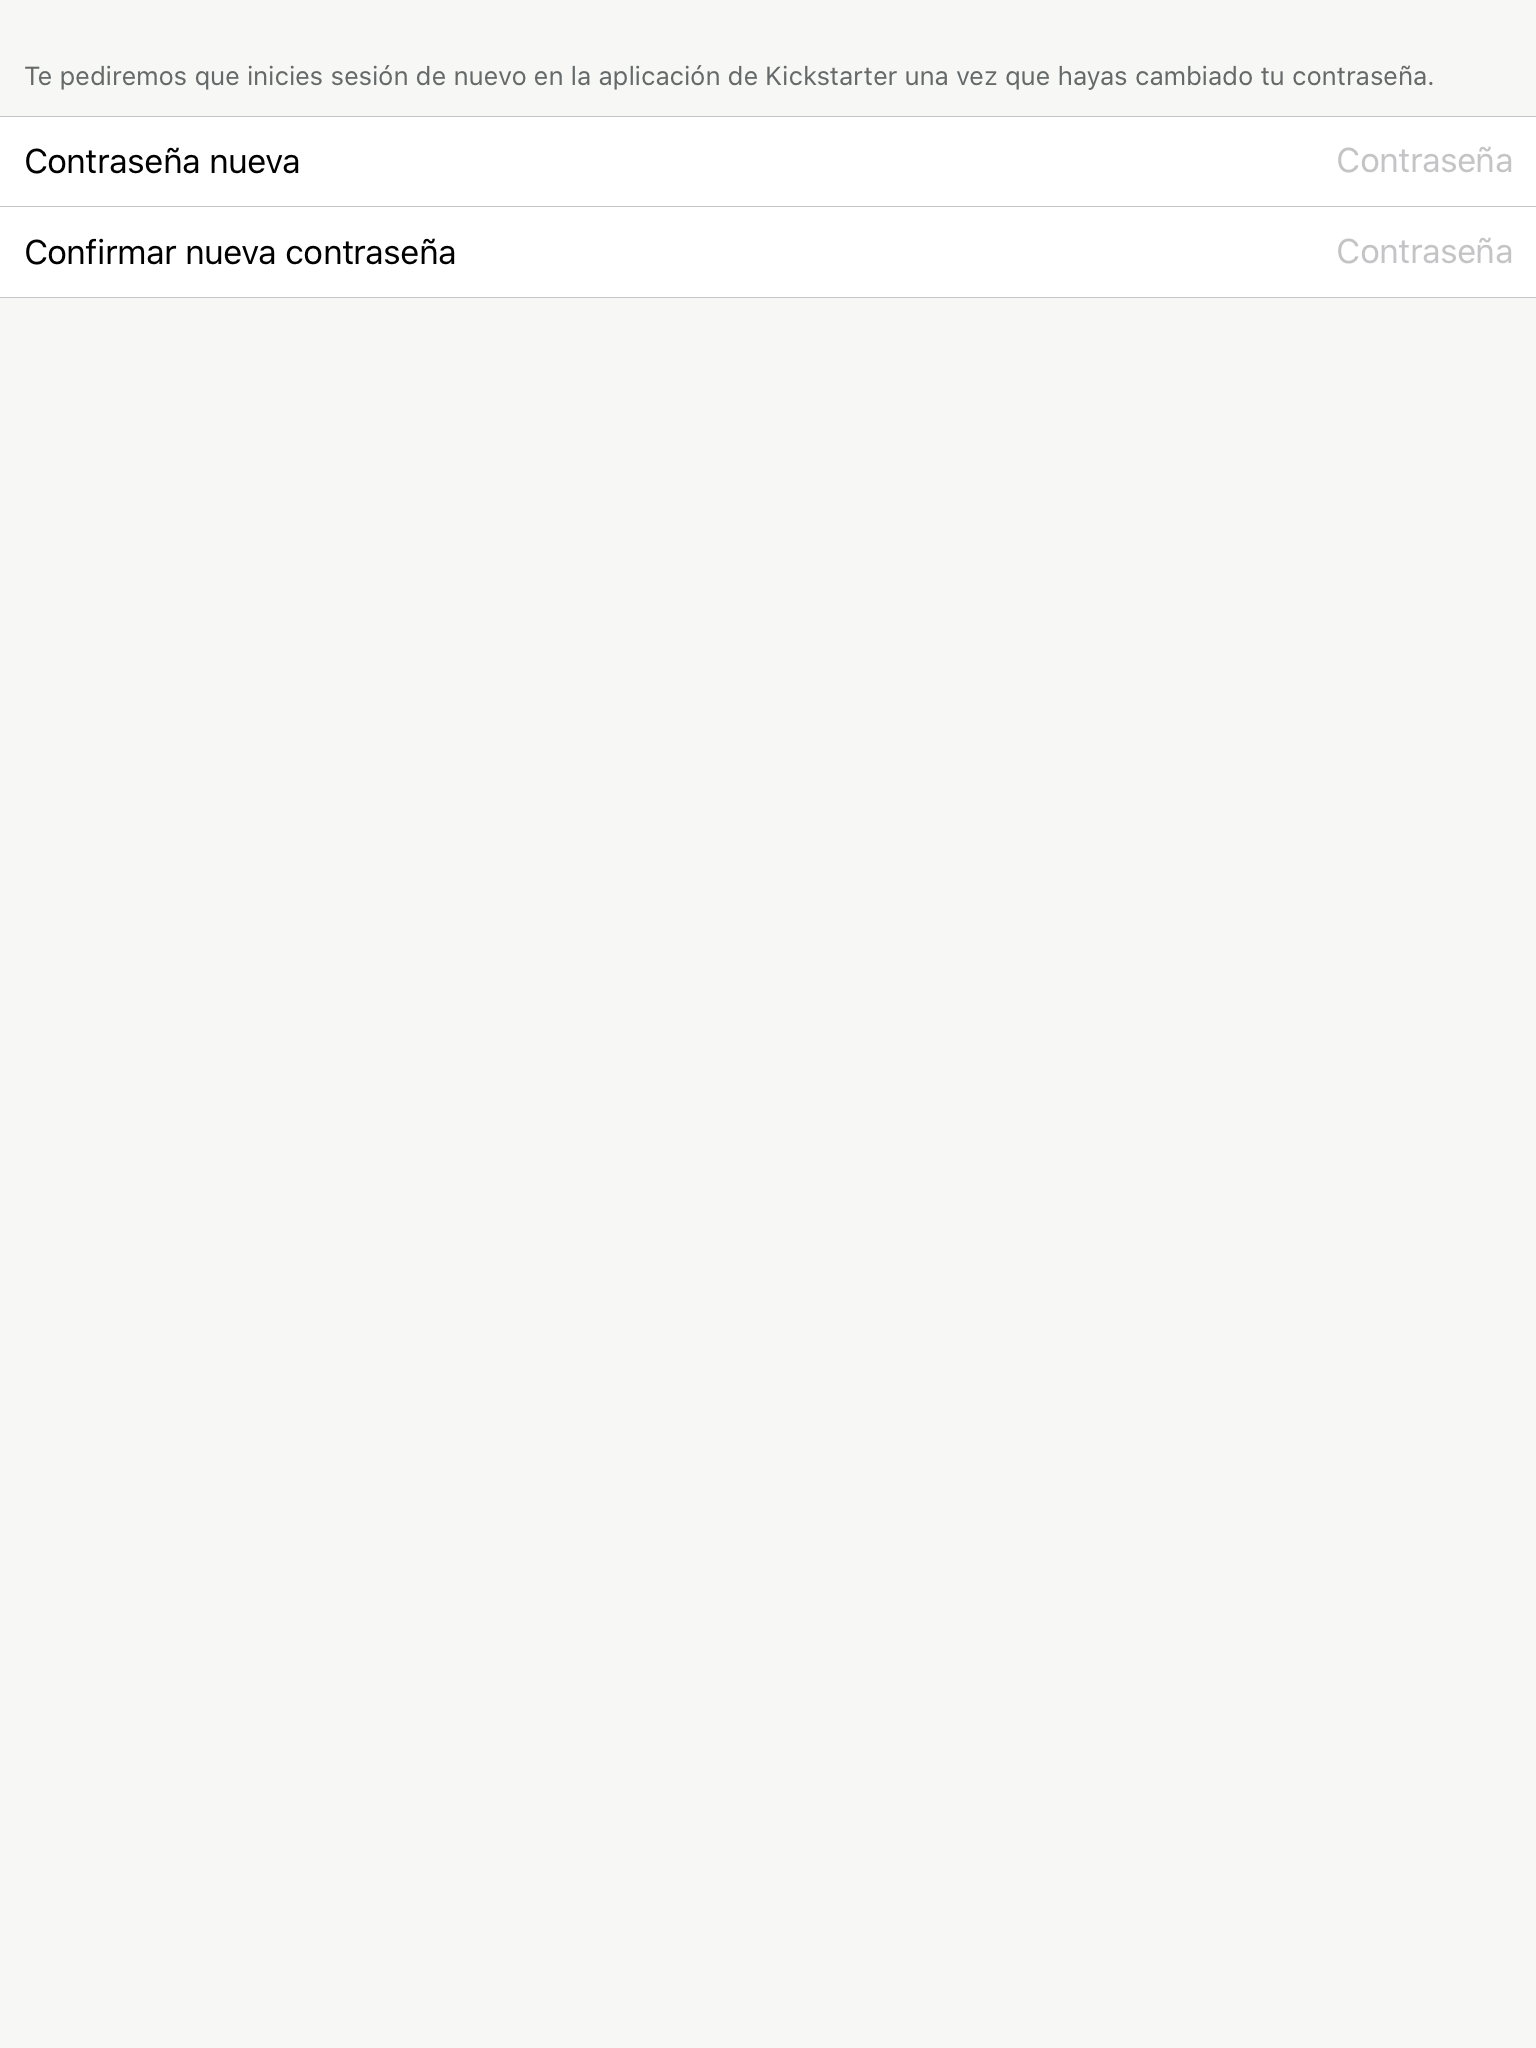 Te pediremos que inicies sesión de nuevo en la aplicación de Kickstarter una vez que hayas cambiado tu contraseña.
Contraseña nueva Contraseña
Confirmar nueva contraseña Contraseña